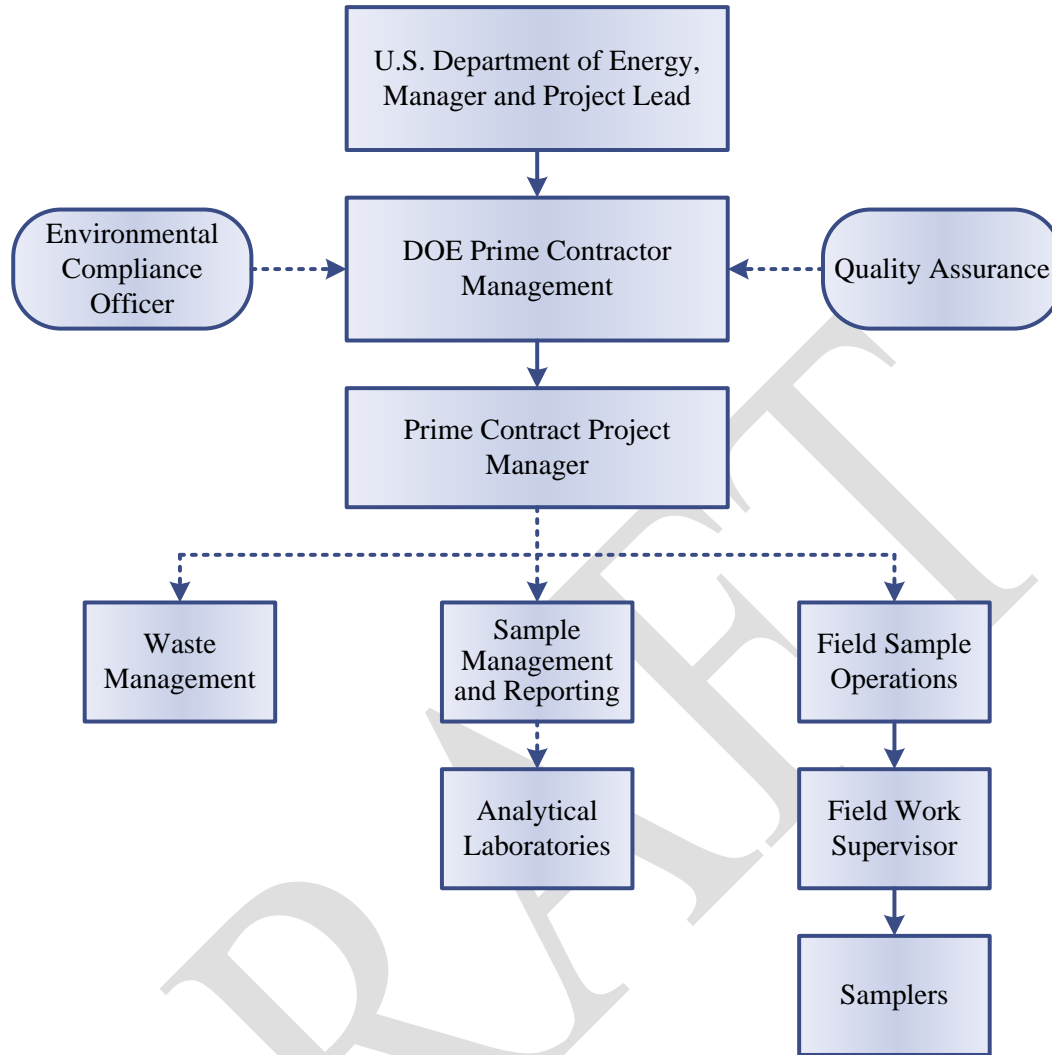 U.S. Department of Energy,
Manager and Project Lead
Environmental
Compliance
Officer
DOE Prime Contractor
Management
Quality Assurance
Prime Contract Project
Manager
Waste
Management
Sample
Management
and Reporting
Field Sample
Operations
Analytical
Laboratories
Field Work
Supervisor
Samplers
DRAFT